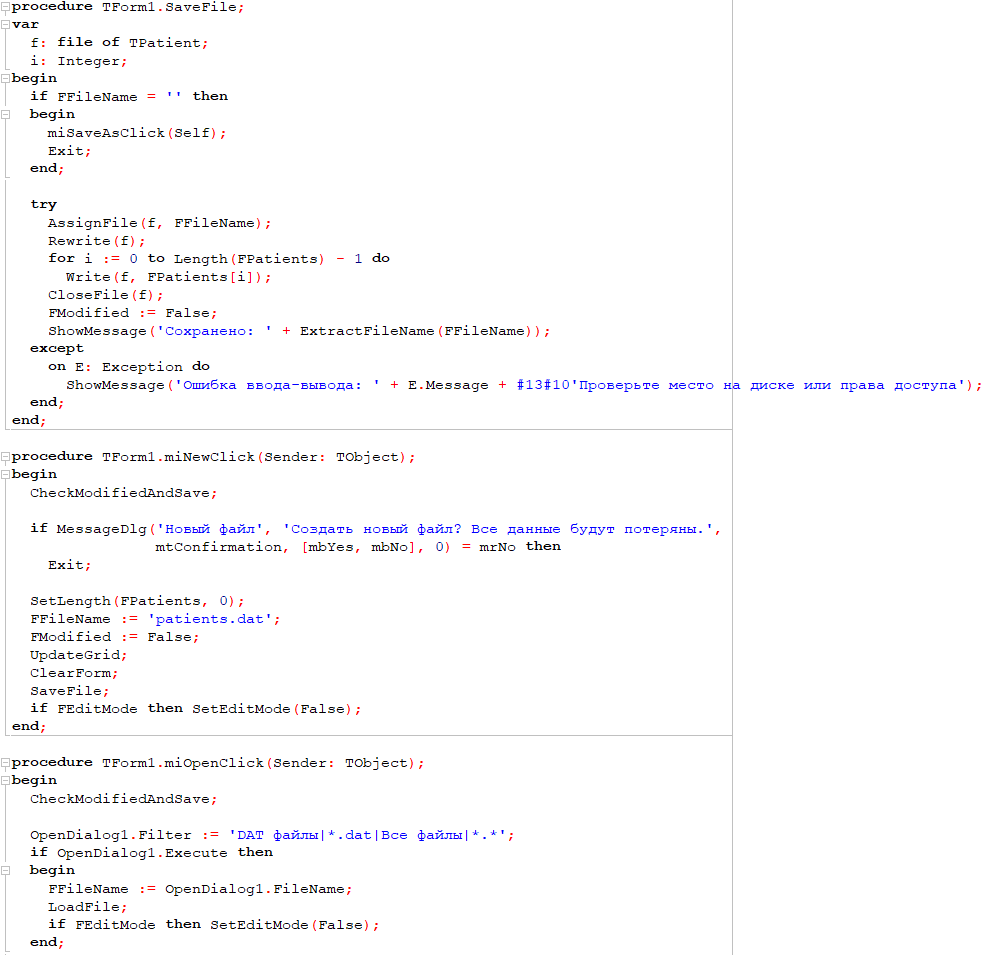 procedure TForm1.SaveFile;
var
  f: file of TPatient;
  i: Integer;
begin
  if FFileName = '' then
  begin
    miSaveAsClick(Self);
    Exit;
  end;

  try
    AssignFile(f, FFileName);
    Rewrite(f);
    for i := 0 to Length(FPatients) - 1 do
      Write(f, FPatients[i]);
    CloseFile(f);
    FModified := False;
    ShowMessage('Сохранено: ' + ExtractFileName(FFileName));
  except
    on E: Exception do
      ShowMessage('Ошибка ввода-вывода: ' + E.Message + #13#10'Проверьте место на диске или права доступа');
  end;
end;

procedure TForm1.miNewClick(Sender: TObject);
begin
  CheckModifiedAndSave;

  if MessageDlg('Новый файл', 'Создать новый файл? Все данные будут потеряны.',
                mtConfirmation, [mbYes, mbNo], 0) = mrNo then
    Exit;

  SetLength(FPatients, 0);
  FFileName := 'patients.dat';
  FModified := False;
  UpdateGrid;
  ClearForm;
  SaveFile;
  if FEditMode then SetEditMode(False);
end;

procedure TForm1.miOpenClick(Sender: TObject);
begin
  CheckModifiedAndSave;

  OpenDialog1.Filter := 'DAT файлы|*.dat|Все файлы|*.*';
  if OpenDialog1.Execute then
  begin
    FFileName := OpenDialog1.FileName;
    LoadFile;
    if FEditMode then SetEditMode(False);
  end;